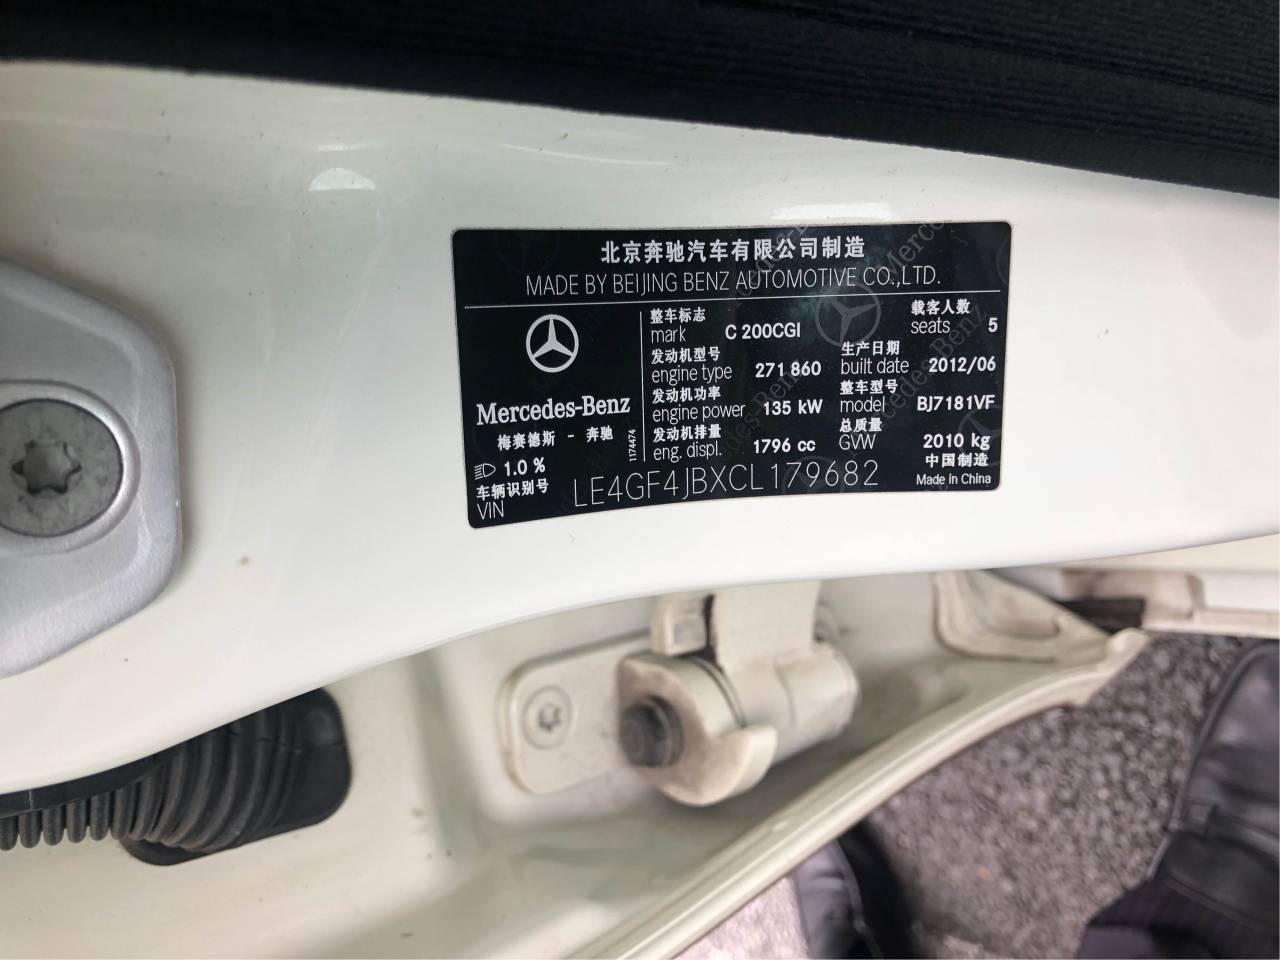 北京奔驰汽车有限公司制造
MADE BY BEIJING BENZ AUTOMOTIVE CO.,LTD.
整车标志
mark C 200CGI
载客人数
seats 5
发动机型号
engine type 271 860
生产日期
built date 2012/06
发动机功率
engine power 135 kW
整车型号
model BJ7181VF
发动机排量
eng. displ. 1796 cc
总质量
GVW 2010 kg
Mercedes-Benz
梅赛德斯 - 奔驰
1174474
1.0 %
车辆识别号
VIN LE4GF4JBXCL179682
中国制造
Made in China